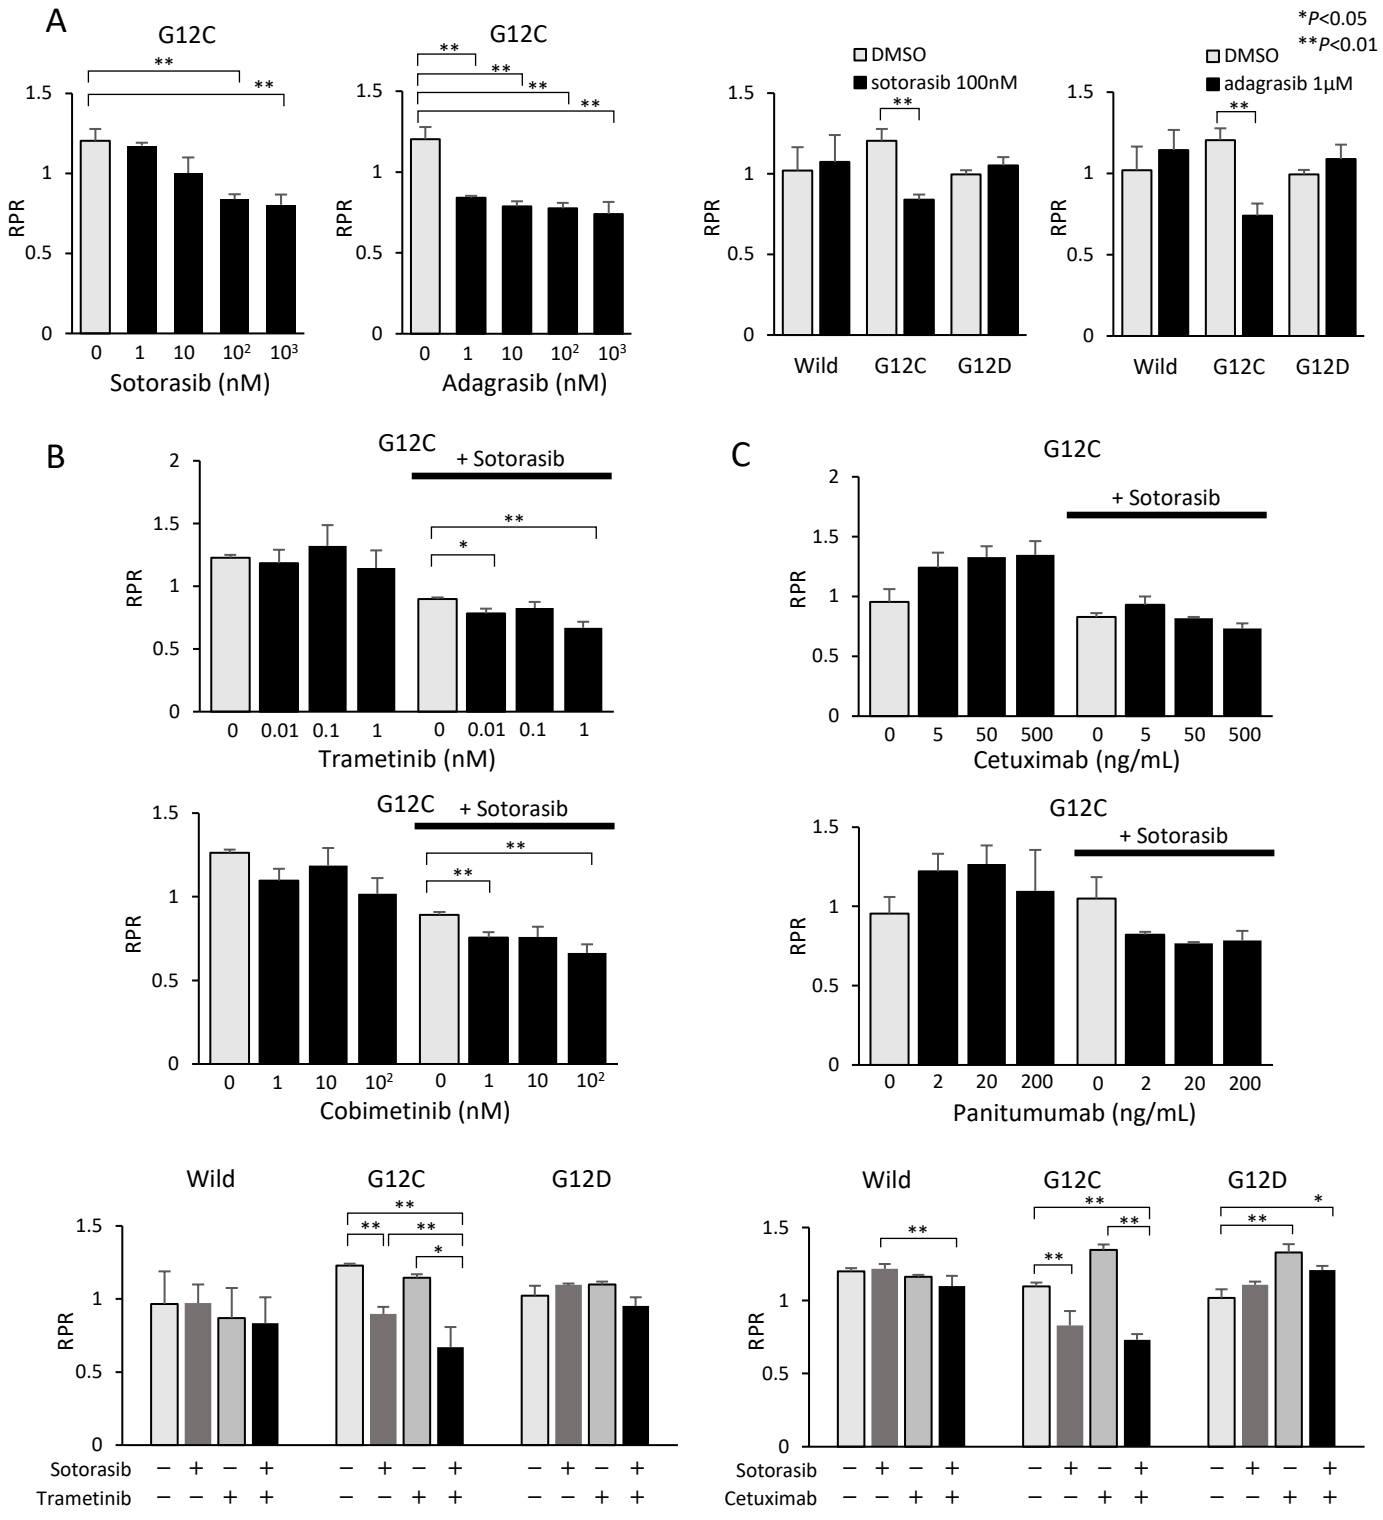 A
G12C
**
**
1.5
1
0.5
0
RPR
0 1 10 10² 10³
Sotorasib (nM)
G12C
**
**
**
**
1.5
1
0.5
0
RPR
0 1 10 10² 10³
Adagrasib (nM)
DMSO
sotorasib 100nM
**
1.5
1
0.5
0
RPR
Wild G12C G12D
*P<0.05
**P<0.01
DMSO
adagrasib 1μM
**
1.5
1
0.5
0
RPR
Wild G12C G12D
B
G12C
+ Sotorasib
**
*
2
1.5
1
0.5
0
RPR
0 0.01 0.1 1 0 0.01 0.1 1
Trametinib (nM)
G12C
+ Sotorasib
**
**
1.5
1
0.5
0
RPR
0 1 10 10² 0 1 10 10²
Cobimetinib (nM)
Wild G12C G12D
**
** **
*
1.5
1
0.5
0
RPR
Sotorasib − + − + − + − + − + − +
Trametinib − − + + − − + + − − + +
C
G12C
+ Sotorasib
2
1.5
1
0.5
0
RPR
0 5 50 500 0 5 50 500
Cetuximab (ng/mL)
G12C
+ Sotorasib
1.5
1
0.5
0
RPR
0 2 20 200 0 2 20 200
Panitumumab (ng/mL)
Wild G12C G12D
** *
** ** **
**
1.5
1
0.5
0
RPR
Sotorasib − + − + − + − + − + − +
Cetuximab − − + + − − + + − − + +